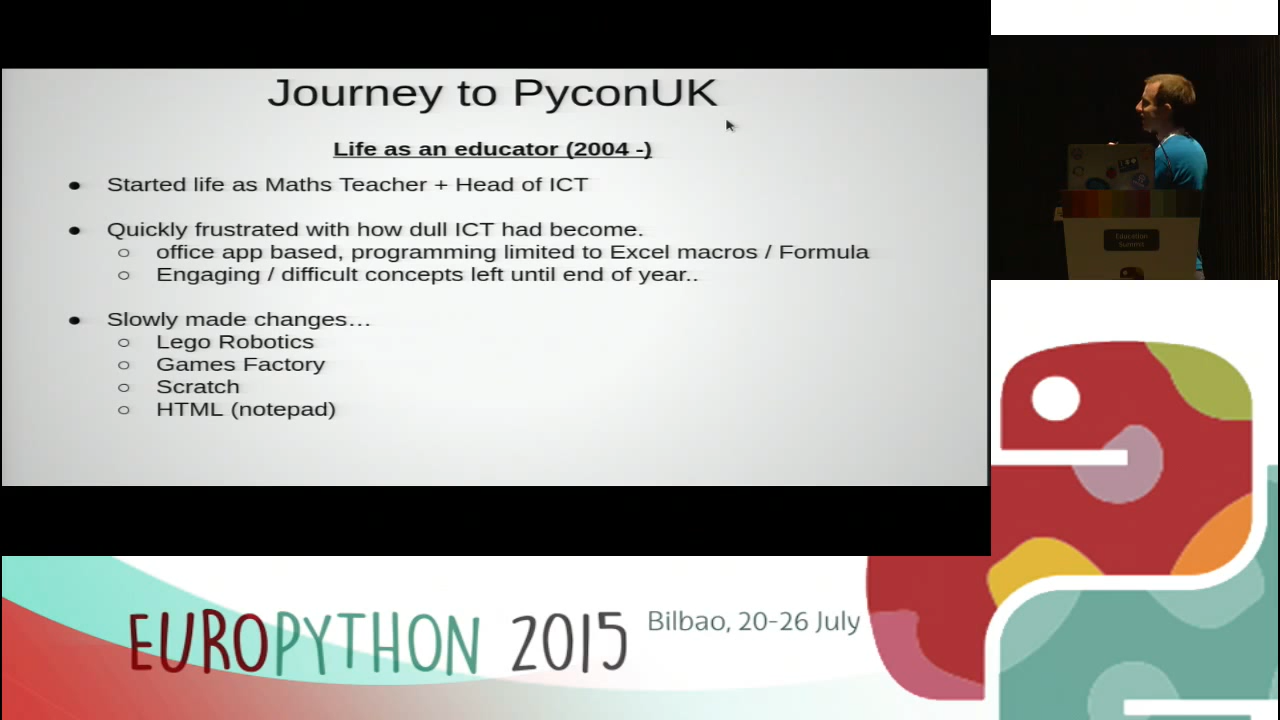 Journey to PyconUK
Life as an educator (2004 -)
Started life as Maths Teacher + Head of ICT
Quickly frustrated with how dull ICT had become.
office app based, programming limited to Excel macros / Formula
Engaging / difficult concepts left until end of year..
Slowly made changes…
Lego Robotics
Games Factory
Scratch
HTML (notepad)
Education
Summit
EUROPYTHON 2015
Bilbao, 20-26 July